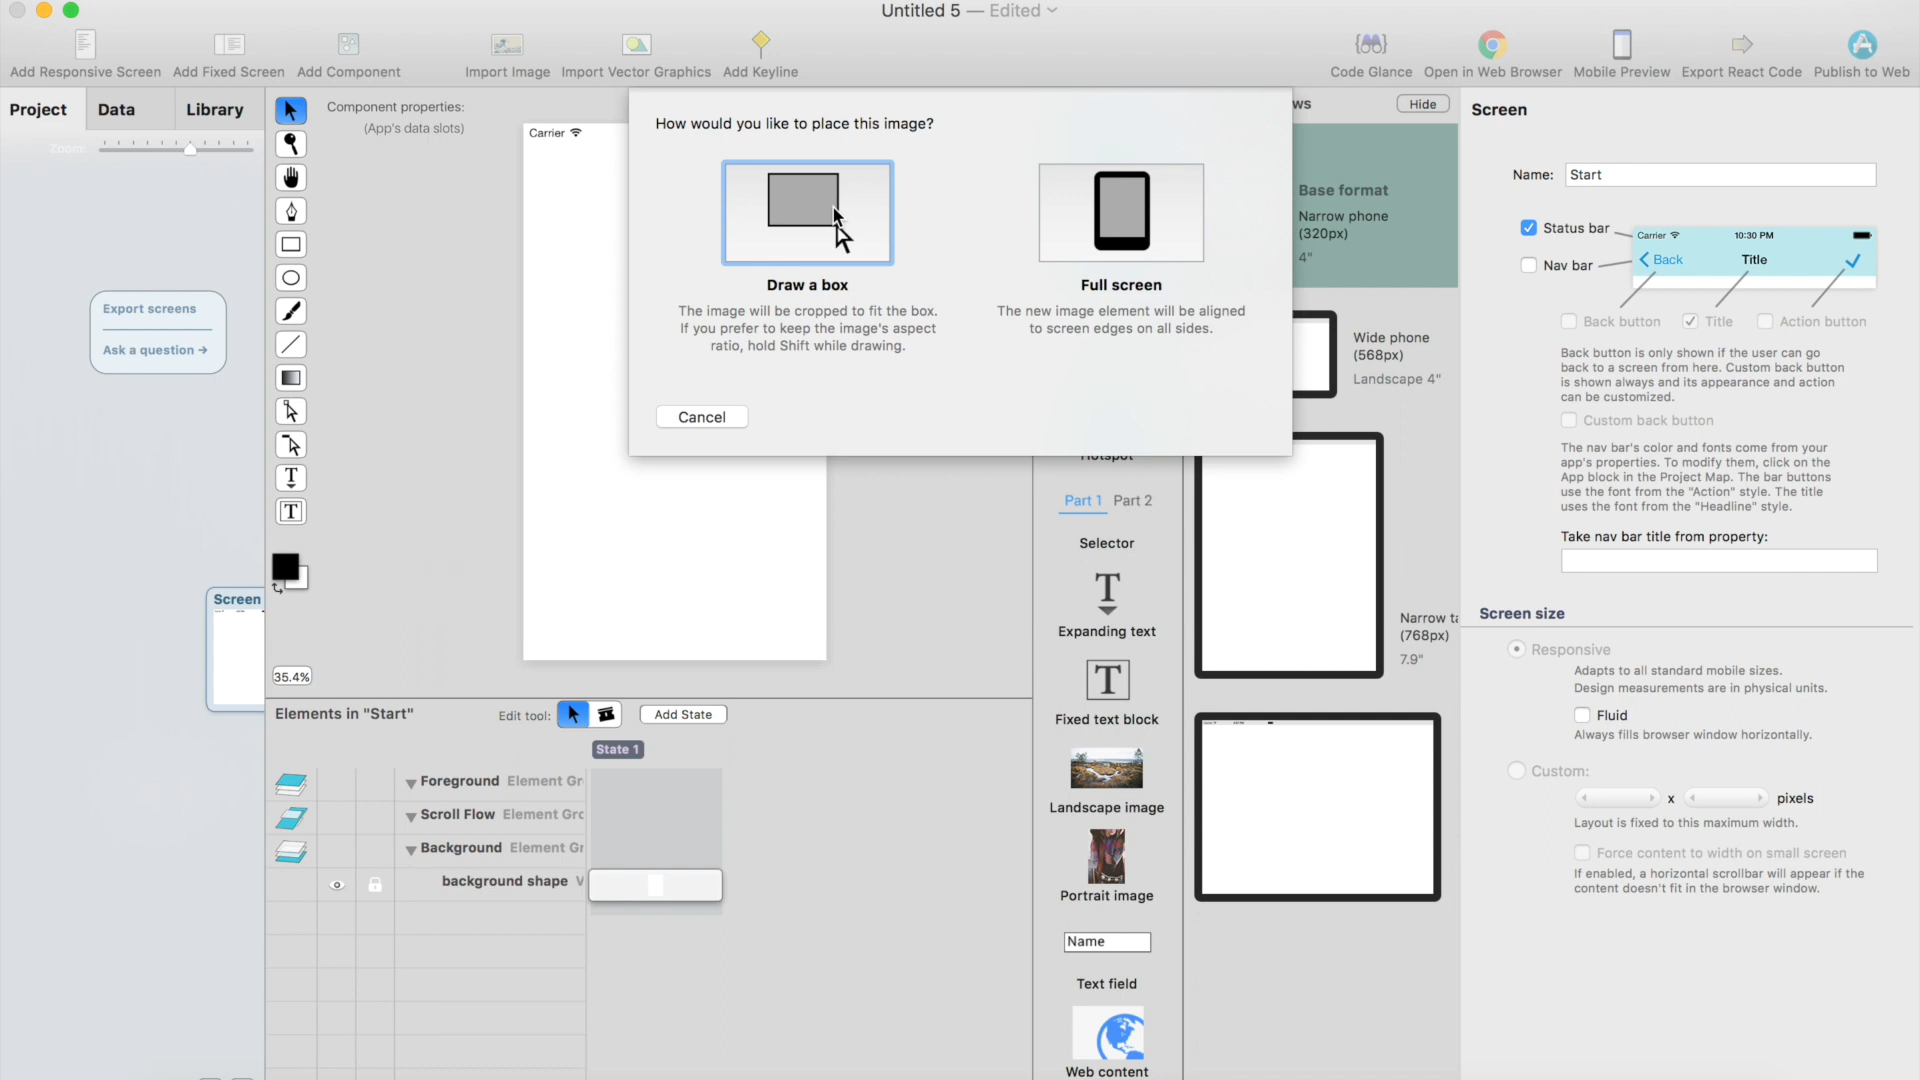 Untitled 5 — Edited
Add Responsive Screen
Add Fixed Screen
Add Component
Import Image
Import Vector Graphics
Add Keyline
Code Glance
Open in Web Browser
Mobile Preview
Export React Code
Publish to Web
Project
Data
Library
Zoom:
Export screens
Ask a question →
Screen
Component properties:
(App's data slots)
Carrier
35.4%
How would you like to place this image?
Draw a box
The image will be cropped to fit the box.
If you prefer to keep the image's aspect
ratio, hold Shift while drawing.
Full screen
The new image element will be aligned
to screen edges on all sides.
Cancel
Elements in "Start"
Edit tool:
Add State
State 1
Foreground Element Gr
Scroll Flow Element Grc
Background Element Gr
background shape V
Hotspot
Part 1 Part 2
Selector
T
Expanding text
T
Fixed text block
Landscape image
Portrait image
Name
Text field
Web content
ws
Hide
Base format
Narrow phone
(320px)
4"
Wide phone
(568px)
Landscape 4"
Narrow ta
(768px)
7.9"
Screen
Name: Start
Status bar
Nav bar
Carrier 10:30 PM
Back Title
Back button
Title
Action button
Back button is only shown if the user can go
back to a screen from here. Custom back button
is shown always and its appearance and action
can be customized.
Custom back button
The nav bar's color and fonts come from your
app's properties. To modify them, click on the
App block in the Project Map. The bar buttons
use the font from the "Action" style. The title
uses the font from the "Headline" style.
Take nav bar title from property:
Screen size
Responsive
Adapts to all standard mobile sizes.
Design measurements are in physical units.
Fluid
Always fills browser window horizontally.
Custom:
x pixels
Layout is fixed to this maximum width.
Force content to width on small screen
If enabled, a horizontal scrollbar will appear if the
content doesn't fit in the browser window.